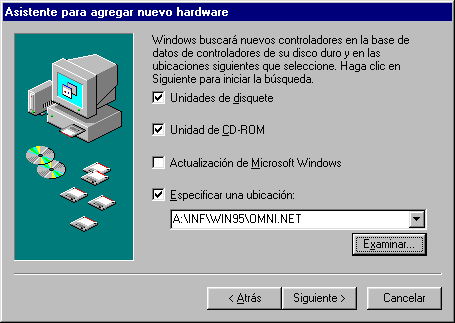 Asistente para agregar nuevo hardware
Windows buscará nuevos controladores en la base de
datos de controladores de su disco duro y en las
ubicaciones siguientes que seleccione. Haga clic en
Siguiente para iniciar la búsqueda.
Unidades de disquete
Unidad de CD-ROM
Actualización de Microsoft Windows
Especificar una ubicación:
A:\INF\WIN95\OMNI.NET
Examinar...
< Atrás
Siguiente >
Cancelar